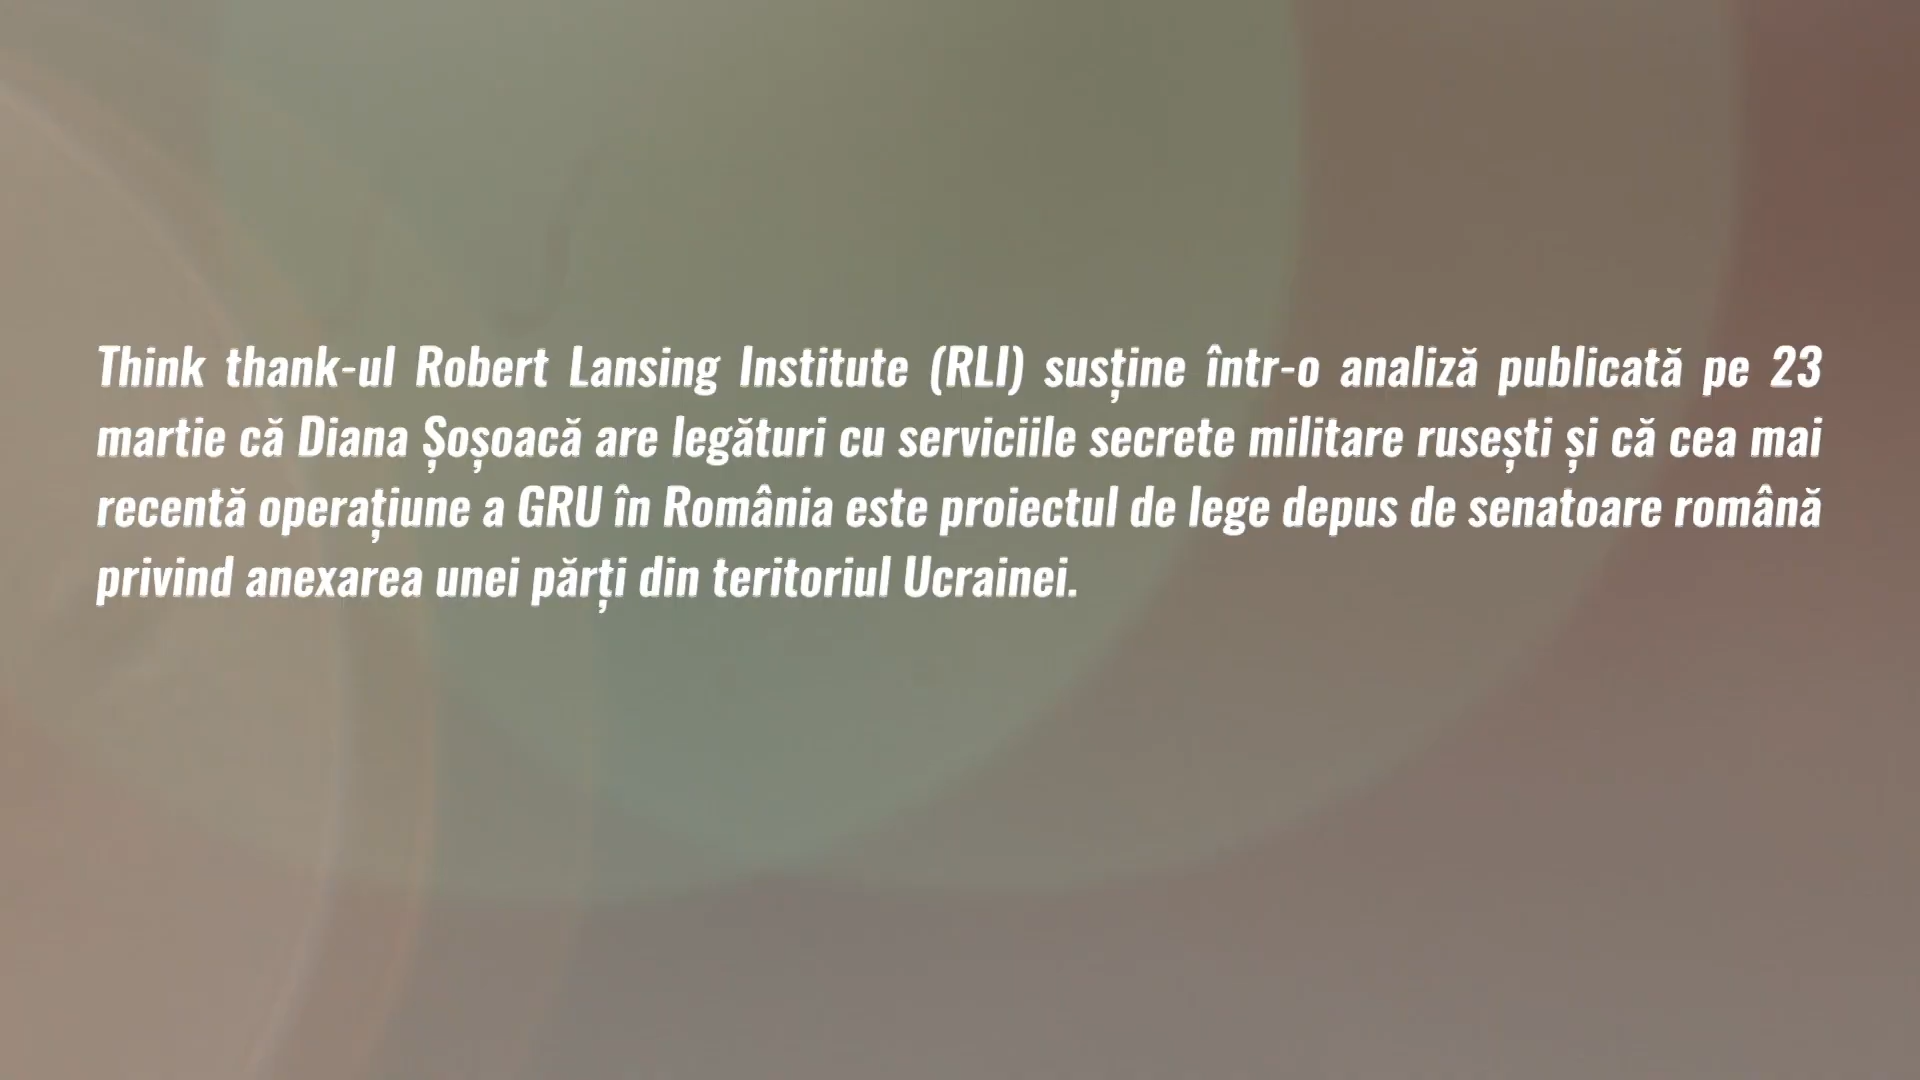 Think thank-ul Robert Lansing Institute (RLI) susține într-o analiză publicată pe 23
martie că Diana Șoșoacă are legături cu serviciile secrete militare rusești și că cea mai
recentă operațiune a GRU în România este proiectul de lege depus de senatoare română
privind anexarea unei părți din teritoriul Ucrainei.